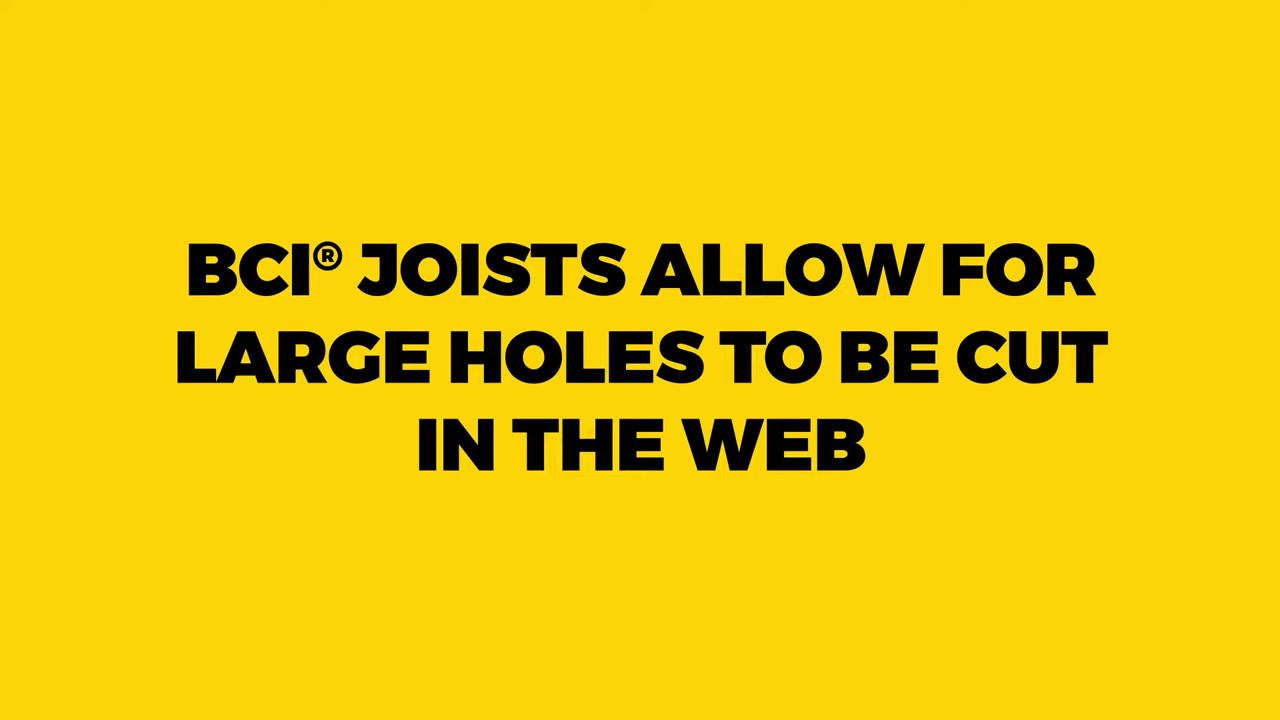 BCI® JOISTS ALLOW FOR
LARGE HOLES TO BE CUT
IN THE WEB